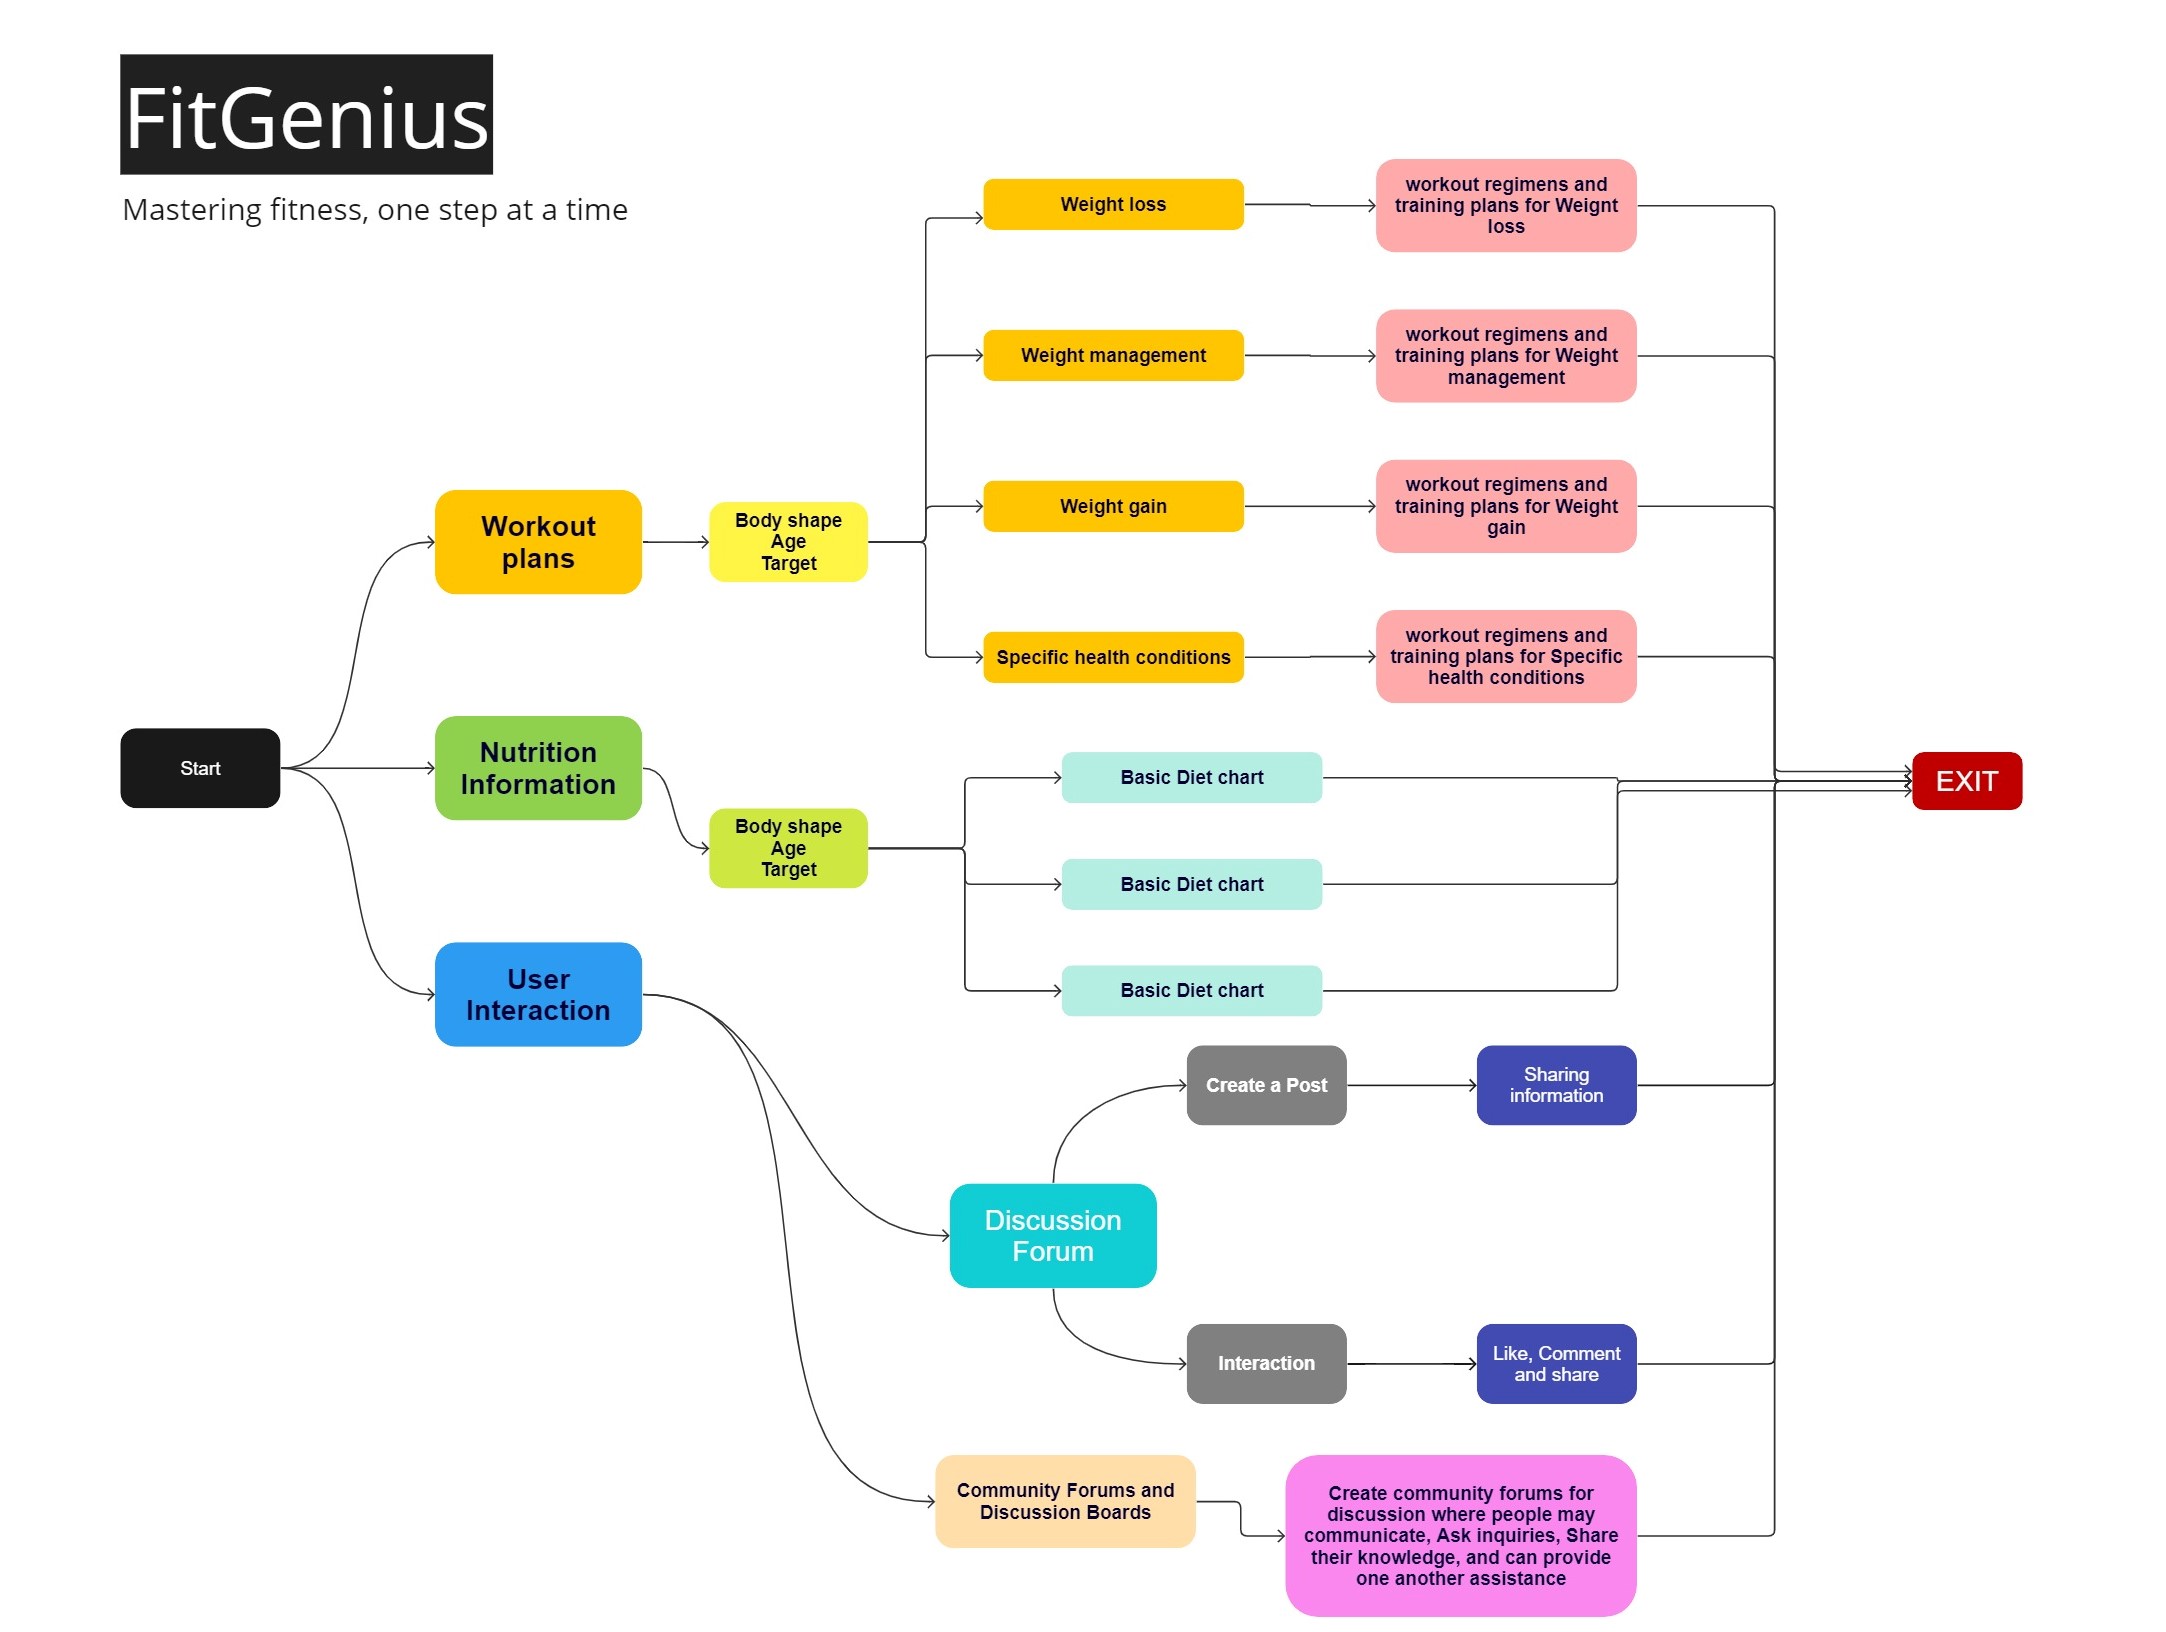 FitGenius
Mastering fitness, one step at a time
Weight loss
workout regimens and
training plans for Weignt
loss
Weight management
workout regimens and
training plans for Weight
management
Weight gain
workout regimens and
training plans for Weight
gain
Specific health conditions
workout regimens and
training plans for Specific
health conditions
Workout
plans
Body shape
Age
Target
Start
Nutrition
Information
Body shape
Age
Target
Basic Diet chart
Basic Diet chart
Basic Diet chart
EXIT
User
Interaction
Create a Post
Sharing
information
Discussion
Forum
Interaction
Like, Comment
and share
Community Forums and
Discussion Boards
Create community forums for
discussion where people may
communicate, Ask inquiries, Share
their knowledge, and can provide
one another assistance